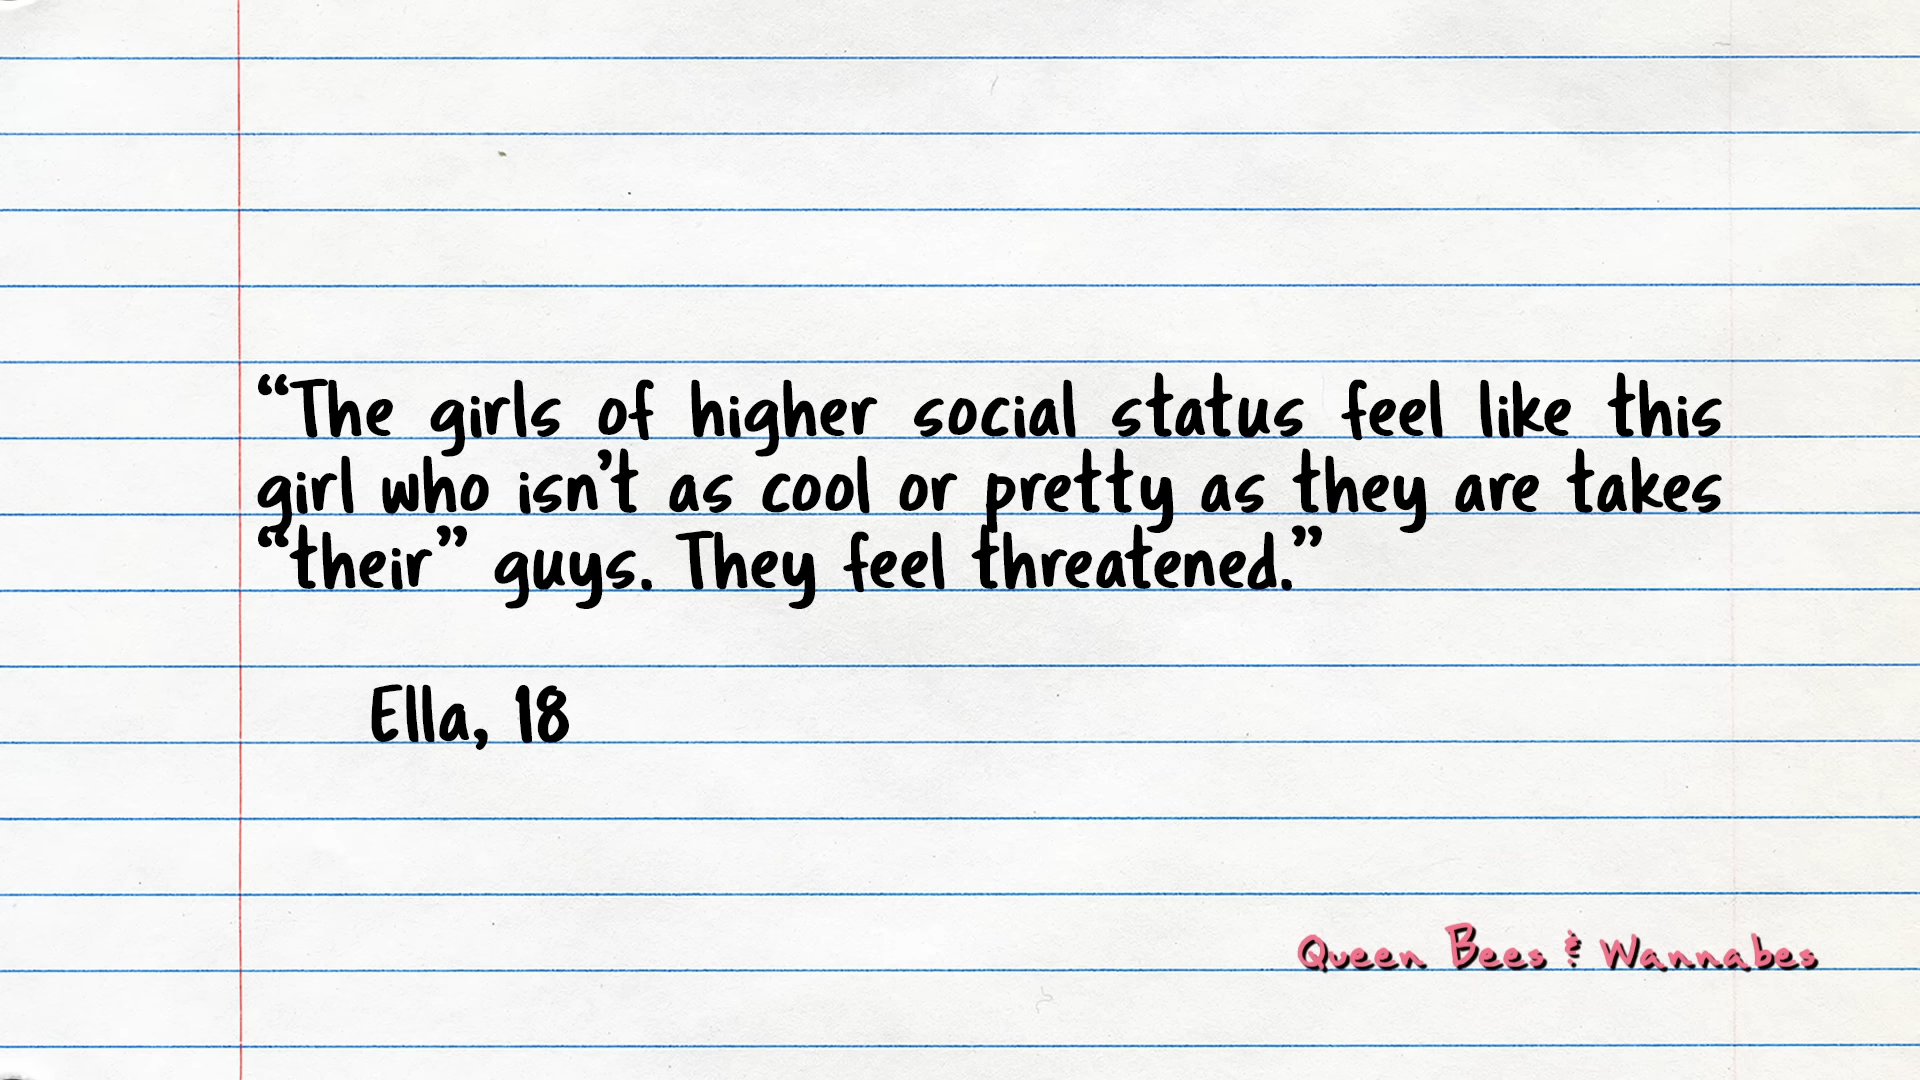 “The girls of higher social status feel like this
girl who isn’t as cool or pretty as they are takes
“their” guys. They feel threatened.”
Ella, 18
Queen Bees & Wannabes